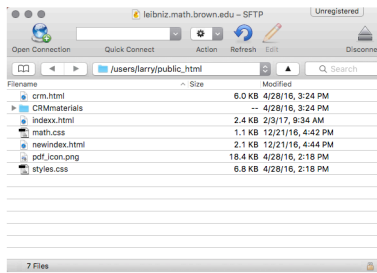 leibniz.math.brown.edu – SFTP
Unregistered
Open Connection Quick Connect Action Refresh Edit Disconne
/users/larry/public_html Search
Filename Size Modified
crm.html 6.0 KB 4/28/16, 3:24 PM
CRMmaterials -- 4/28/16, 3:24 PM
indexx.html 2.4 KB 2/3/17, 9:34 AM
math.css 1.1 KB 12/21/16, 4:42 PM
newindex.html 2.1 KB 12/21/16, 4:44 PM
pdf_icon.png 18.4 KB 4/28/16, 2:18 PM
styles.css 6.8 KB 4/28/16, 2:18 PM
7 Files